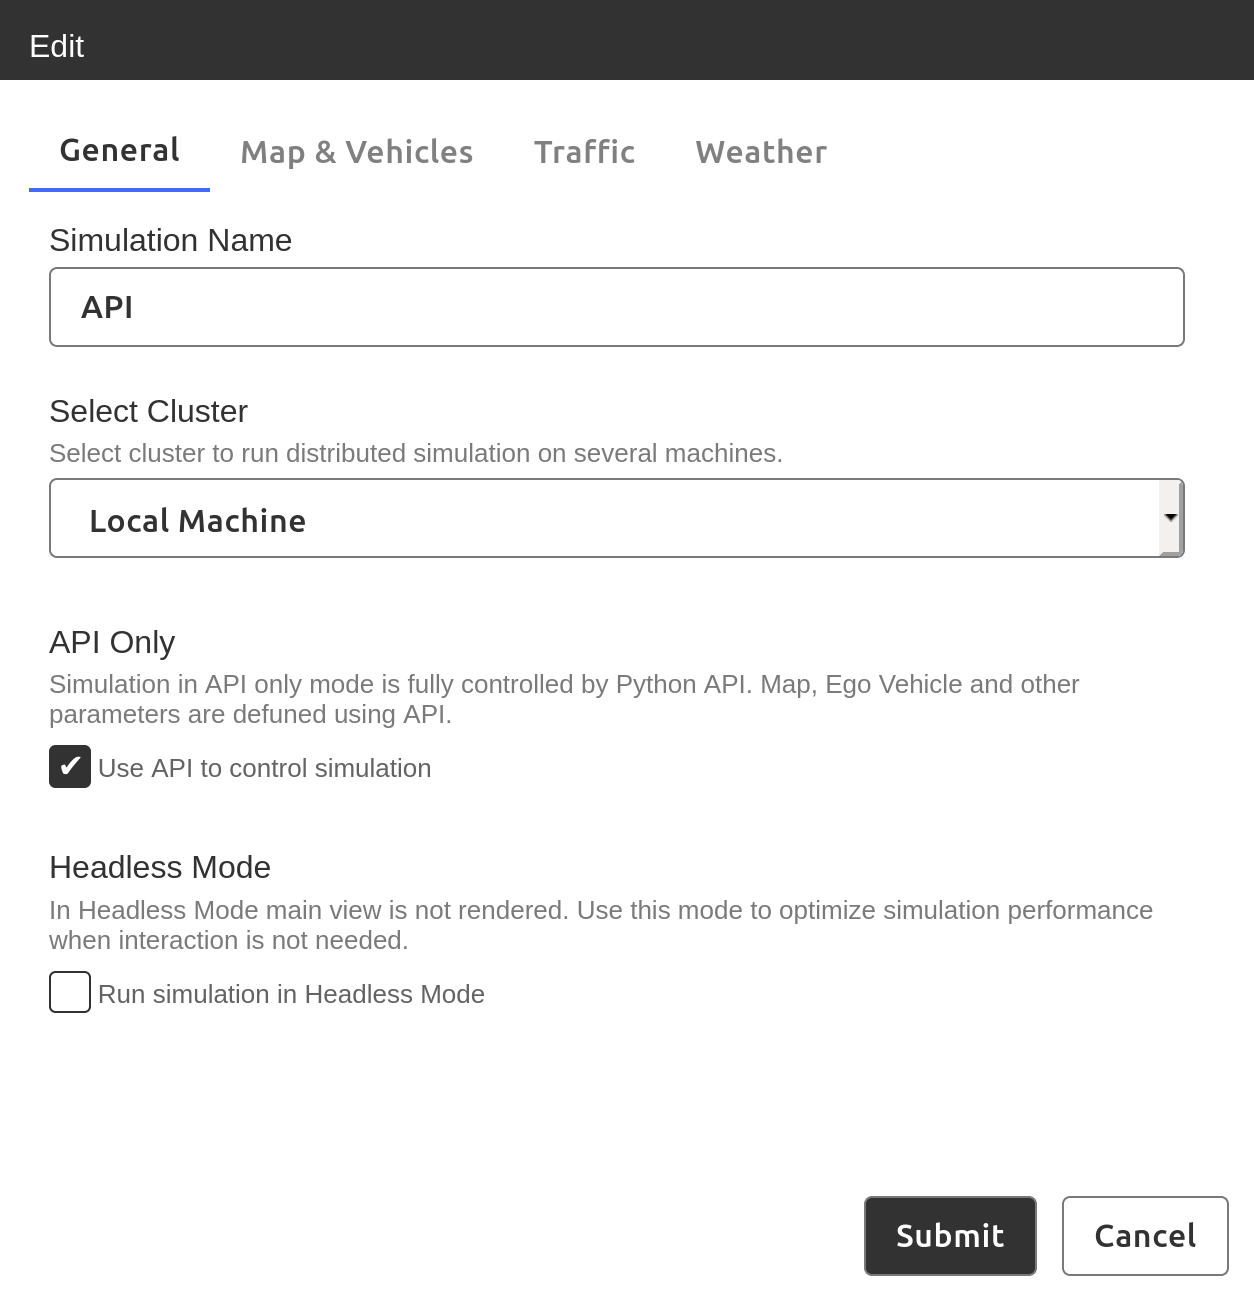 Edit
General Map & Vehicles Traffic Weather
Simulation Name
API
Select Cluster
Select cluster to run distributed simulation on several machines.
Local Machine
API Only
Simulation in API only mode is fully controlled by Python API. Map, Ego Vehicle and other
parameters are defuned using API.
✔ Use API to control simulation
Headless Mode
In Headless Mode main view is not rendered. Use this mode to optimize simulation performance
when interaction is not needed.
Run simulation in Headless Mode
Submit Cancel